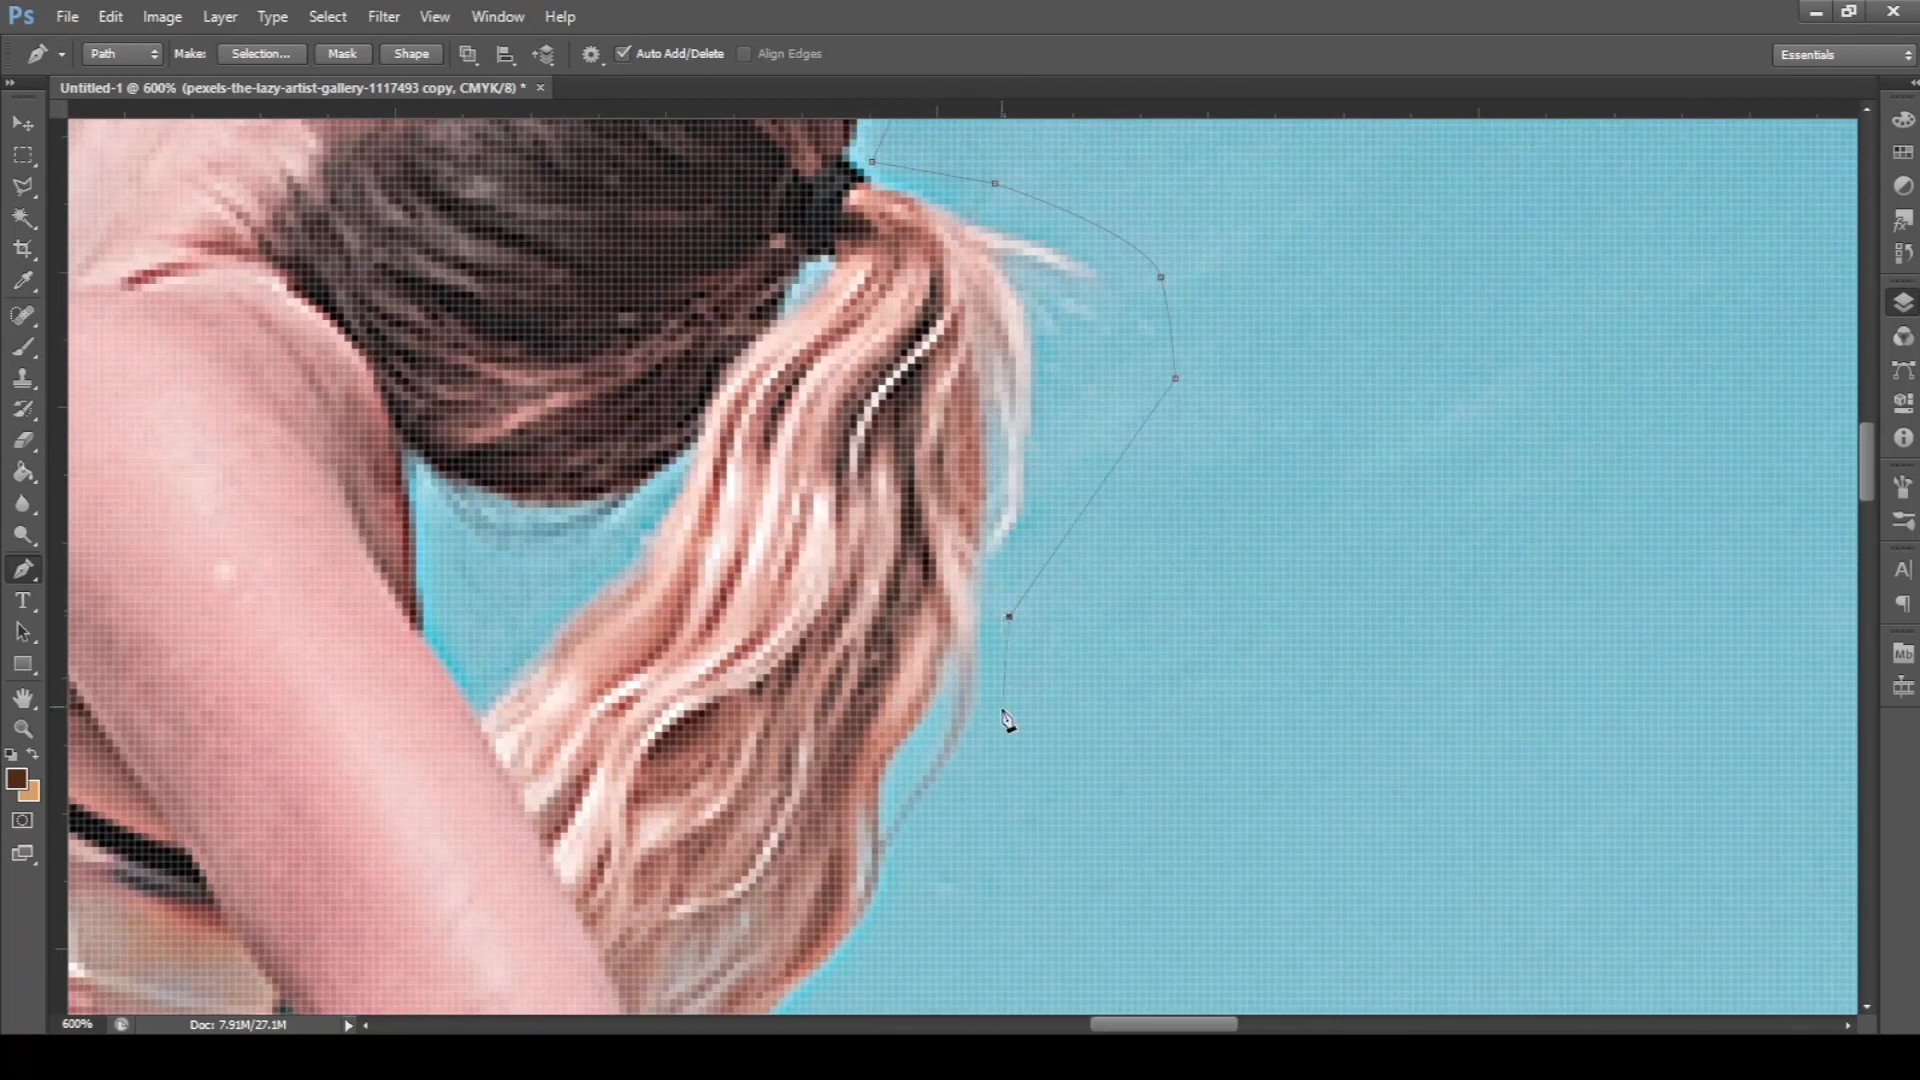 Ps File Edit Image Layer Type Select Filter View Window Help
Path Make: Selection... Mask Shape Auto Add/Delete Align Edges Essentials
Untitled-1 @ 600% (pexels-the-lazy-artist-gallery-1117493 copy, CMYK/8) * ×
fx
T
A
Mb
600% Doc: 7.91M/27.1M